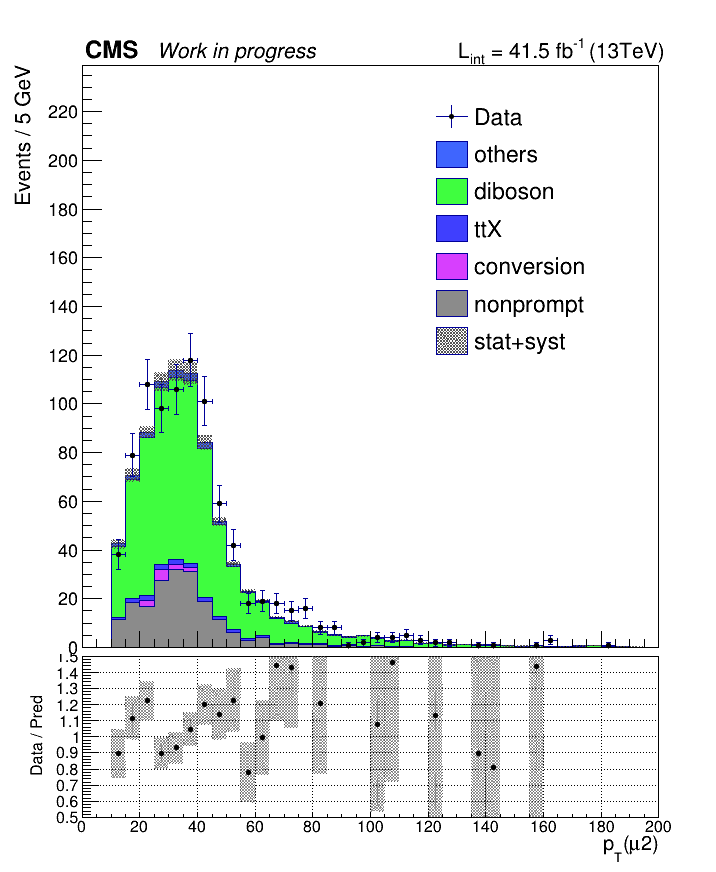 CMS Work in progress L_int = 41.5 fb⁻¹ (13TeV)
Events / 5 GeV
220
200
180
160
140
120
100
80
60
40
20
0
Data
others
diboson
ttX
conversion
nonprompt
stat+syst
Data / Pred
1.5
1.4
1.3
1.2
1.1
1
0.9
0.8
0.7
0.6
0.5
0 20 40 60 80 100 120 140 160 180 200
p_T(μ2)